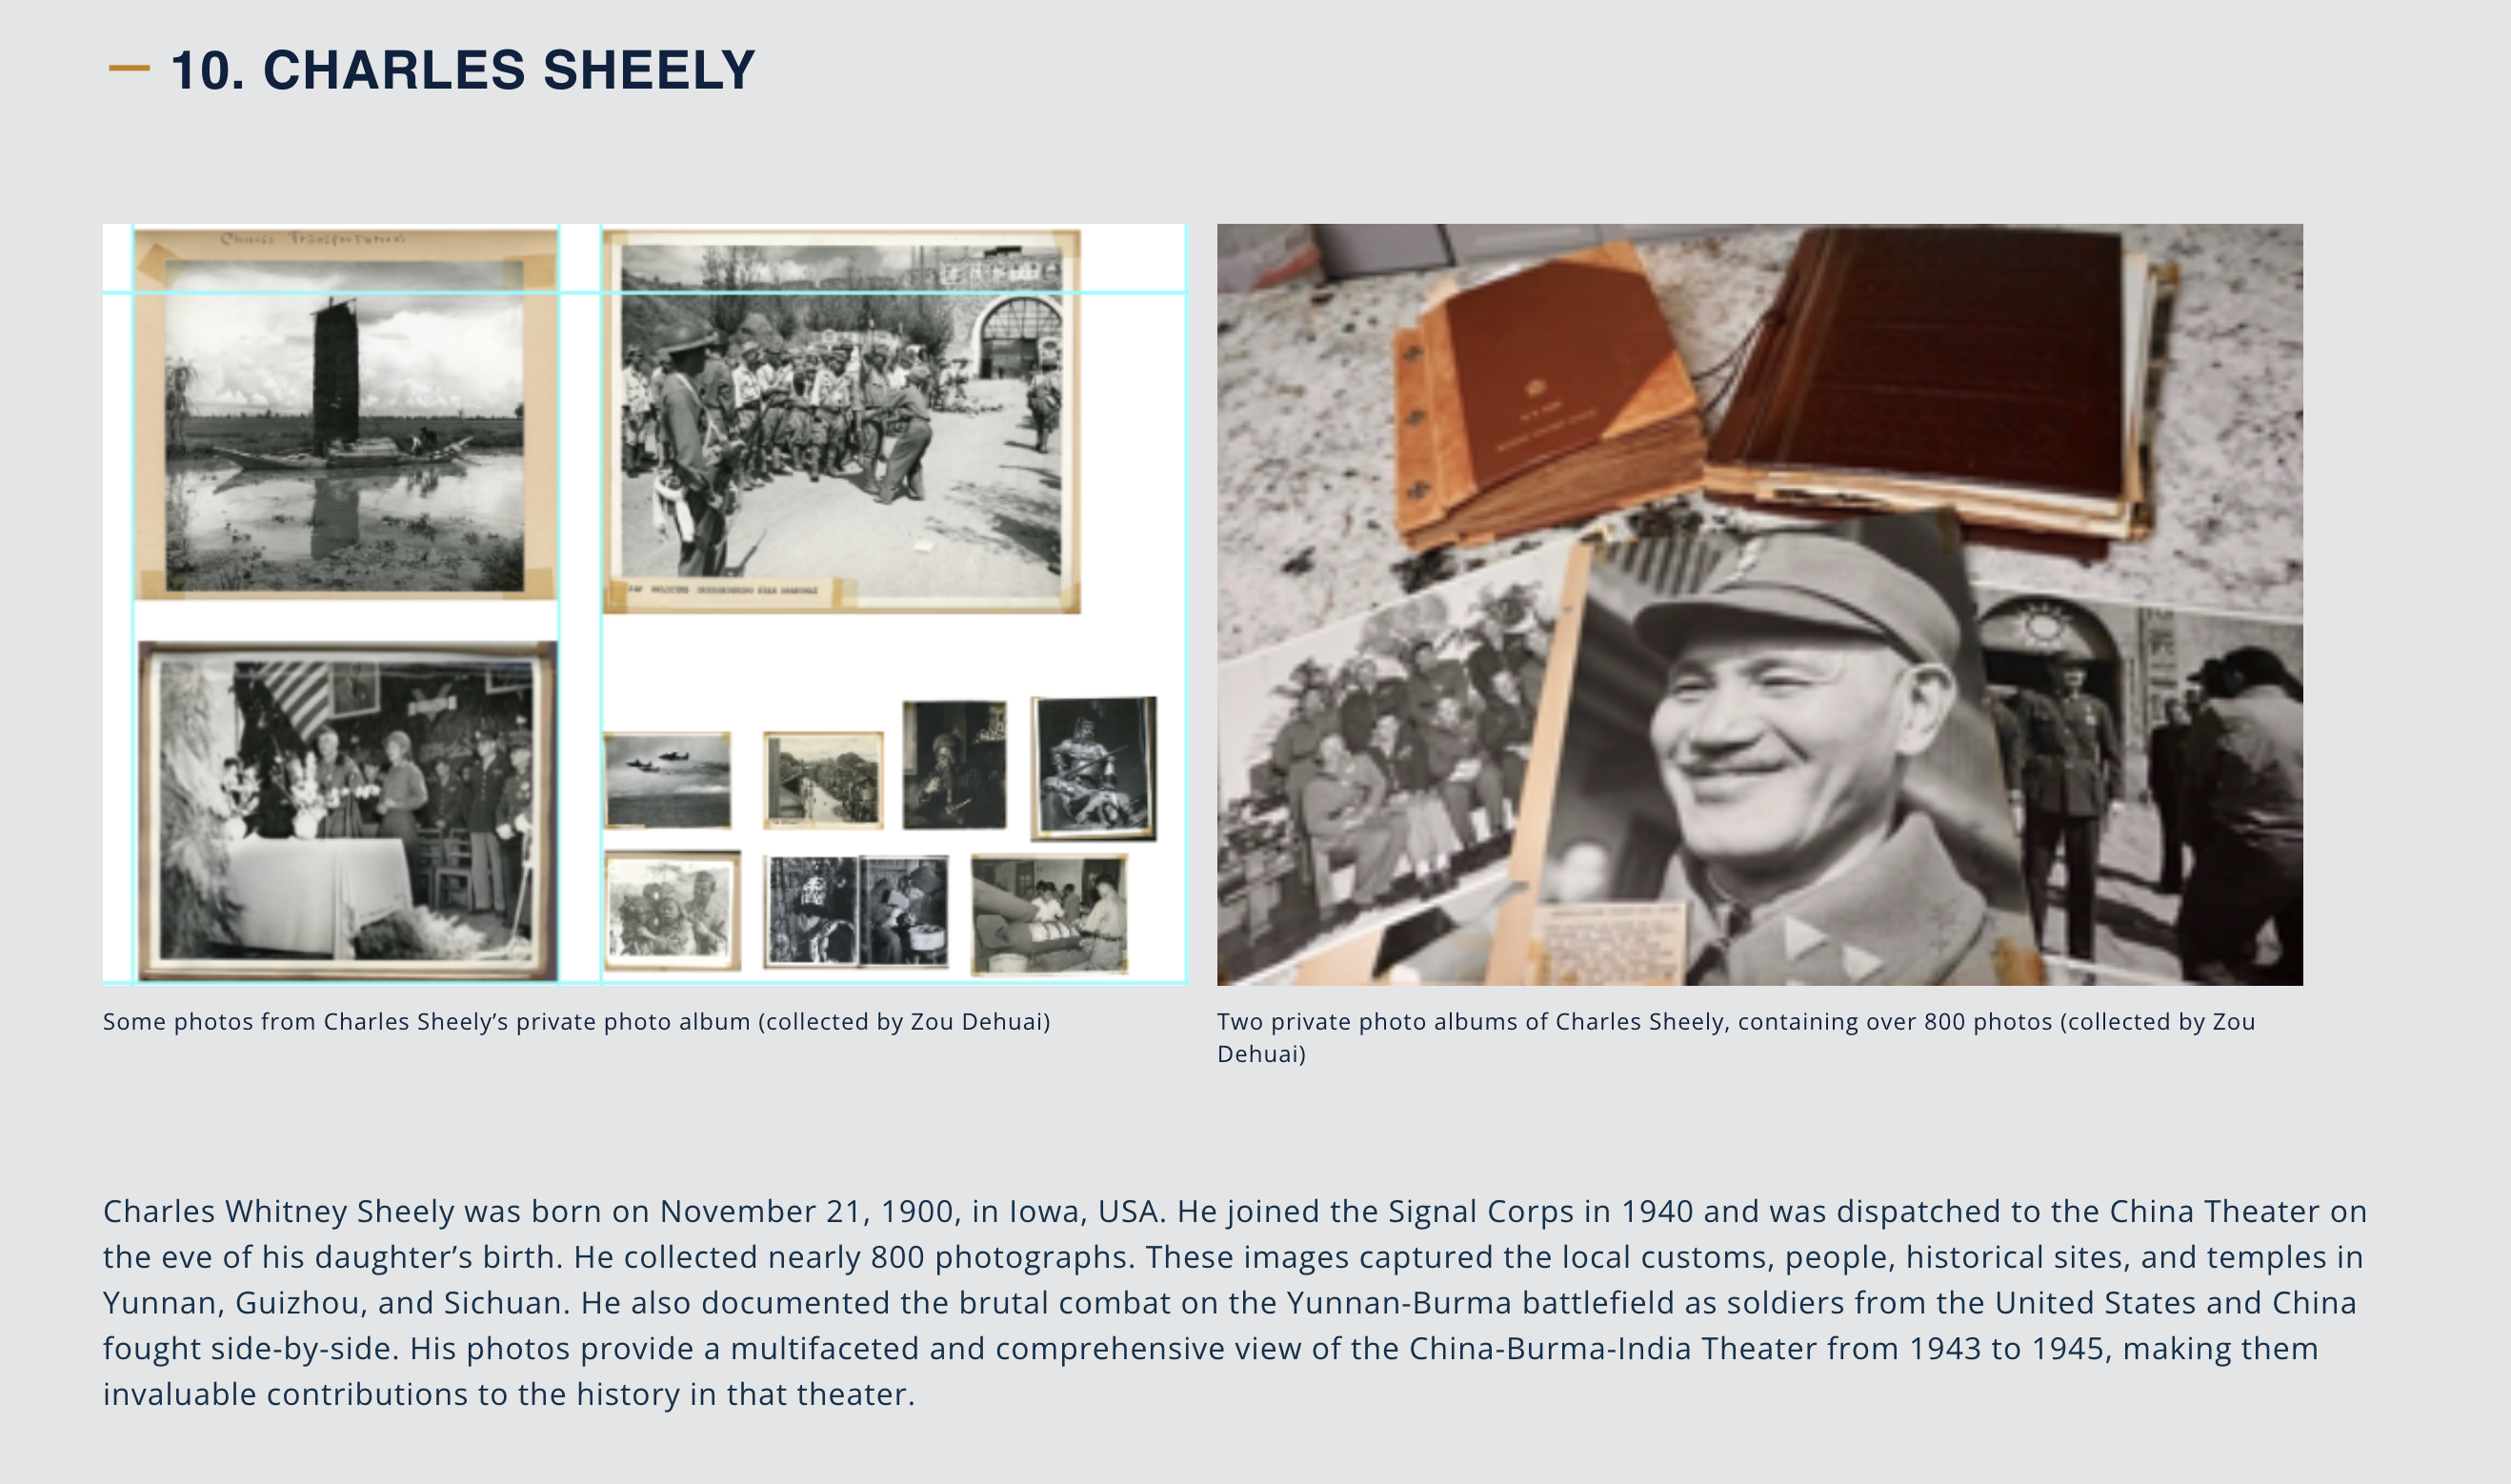 — 10. CHARLES SHEELY
Chinese Transportation
Some photos from Charles Sheely’s private photo album (collected by Zou Dehuai)
Two private photo albums of Charles Sheely, containing over 800 photos (collected by Zou
Dehuai)
Charles Whitney Sheely was born on November 21, 1900, in Iowa, USA. He joined the Signal Corps in 1940 and was dispatched to the China Theater on
the eve of his daughter’s birth. He collected nearly 800 photographs. These images captured the local customs, people, historical sites, and temples in
Yunnan, Guizhou, and Sichuan. He also documented the brutal combat on the Yunnan-Burma battlefield as soldiers from the United States and China
fought side-by-side. His photos provide a multifaceted and comprehensive view of the China-Burma-India Theater from 1943 to 1945, making them
invaluable contributions to the history in that theater.